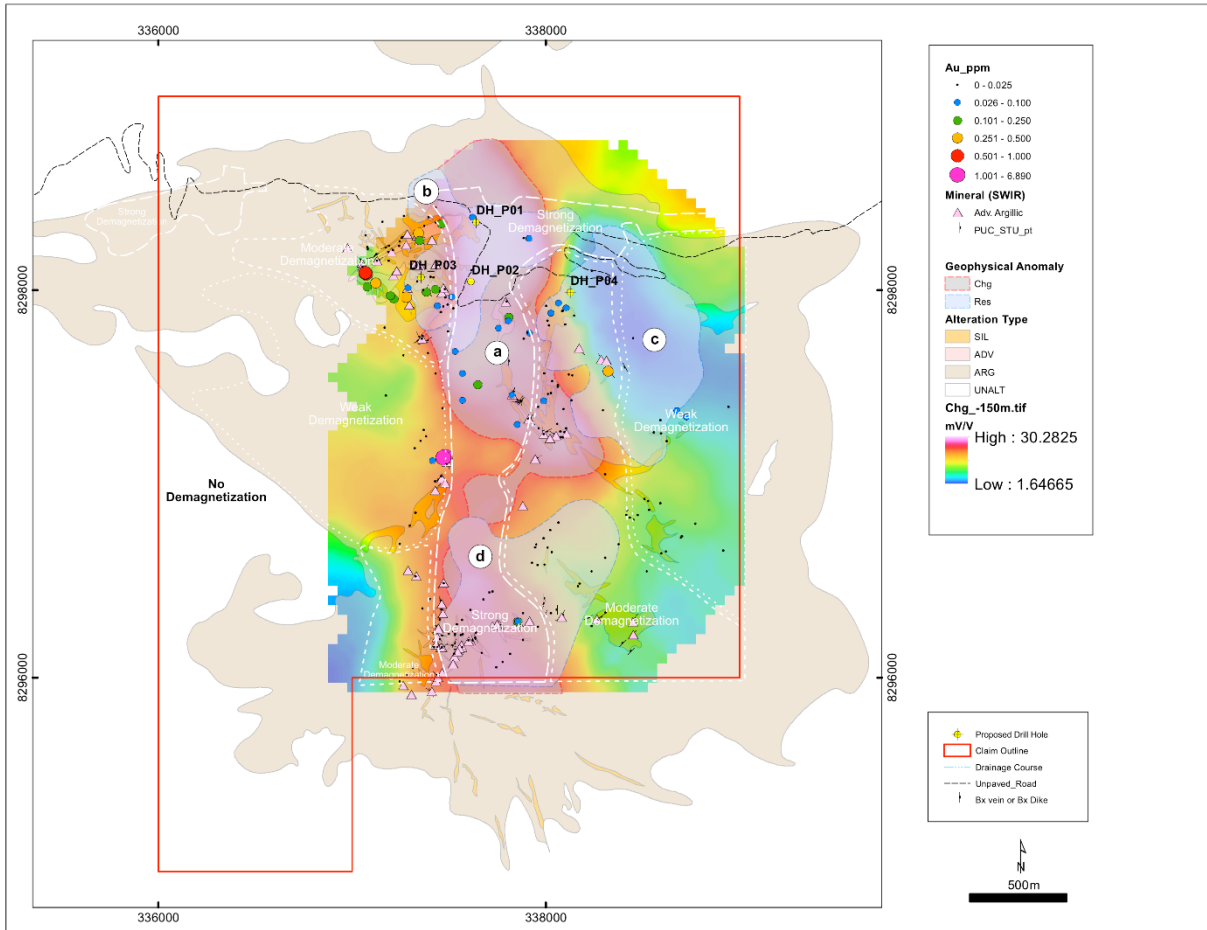 336000
338000
8298000
8298000
8296000
8296000
336000
338000
Strong
Demagnetization
Moderate
Demagnetization
b
DH_P01
Strong
Demagnetization
DH_P03
DH_P02
DH_P04
a
c
Weak
Demagnetization
Weak
Demagnetization
No
Demagnetization
d
Strong
Demagnetization
Moderate
Demagnetization
Moderate
Demagnetization
Au_ppm
0 - 0.025
0.026 - 0.100
0.101 - 0.250
0.251 - 0.500
0.501 - 1.000
1.001 - 6.890
Mineral (SWIR)
Adv. Argillic
PUC_STU_pt
Geophysical Anomaly
Chg
Res
Alteration Type
SIL
ADV
ARG
UNALT
Chg_-150m.tif
mV/V
High : 30.2825
Low : 1.64665
Proposed Drill Hole
Claim Outline
Drainage Course
Unpaved_Road
Bx vein or Bx Dike
N
500m